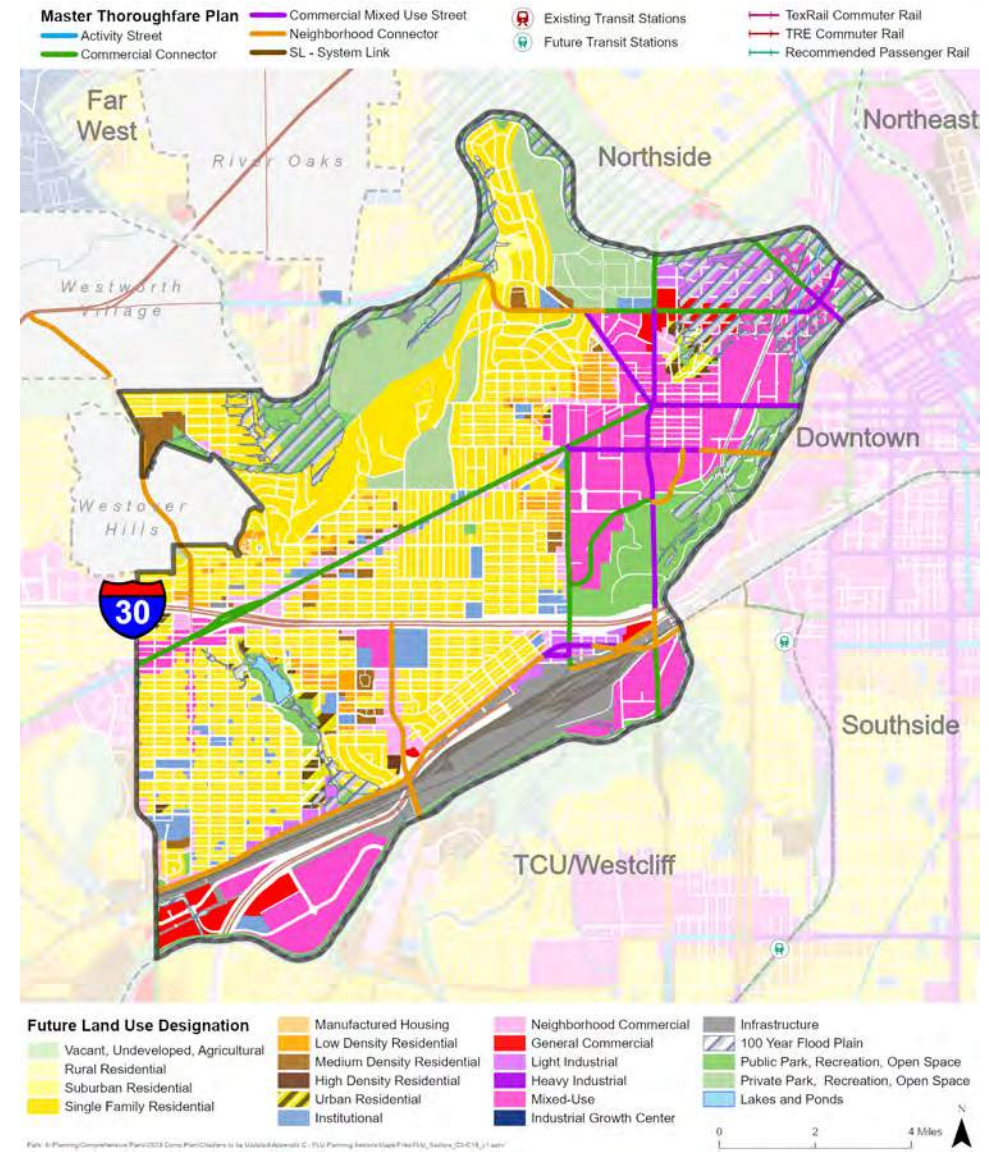 Master Thoroughfare Plan
Activity Street
Commercial Connector
Commercial Mixed Use Street
Neighborhood Connector
SL - System Link
Existing Transit Stations
Future Transit Stations
TexRail Commuter Rail
TRE Commuter Rail
Recommended Passenger Rail
Far
West
River Oaks
Northside
Northeast
Westworth
Village
Downtown
Westover
Hills
30
Southside
TCU/Westcliff
Future Land Use Designation
Vacant, Undeveloped, Agricultural
Rural Residential
Suburban Residential
Single Family Residential
Manufactured Housing
Low Density Residential
Medium Density Residential
High Density Residential
Urban Residential
Institutional
Neighborhood Commercial
General Commercial
Light Industrial
Heavy Industrial
Mixed-Use
Industrial Growth Center
Infrastructure
100 Year Flood Plain
Public Park, Recreation, Open Space
Private Park, Recreation, Open Space
Lakes and Ponds
N
0 2 4 Miles